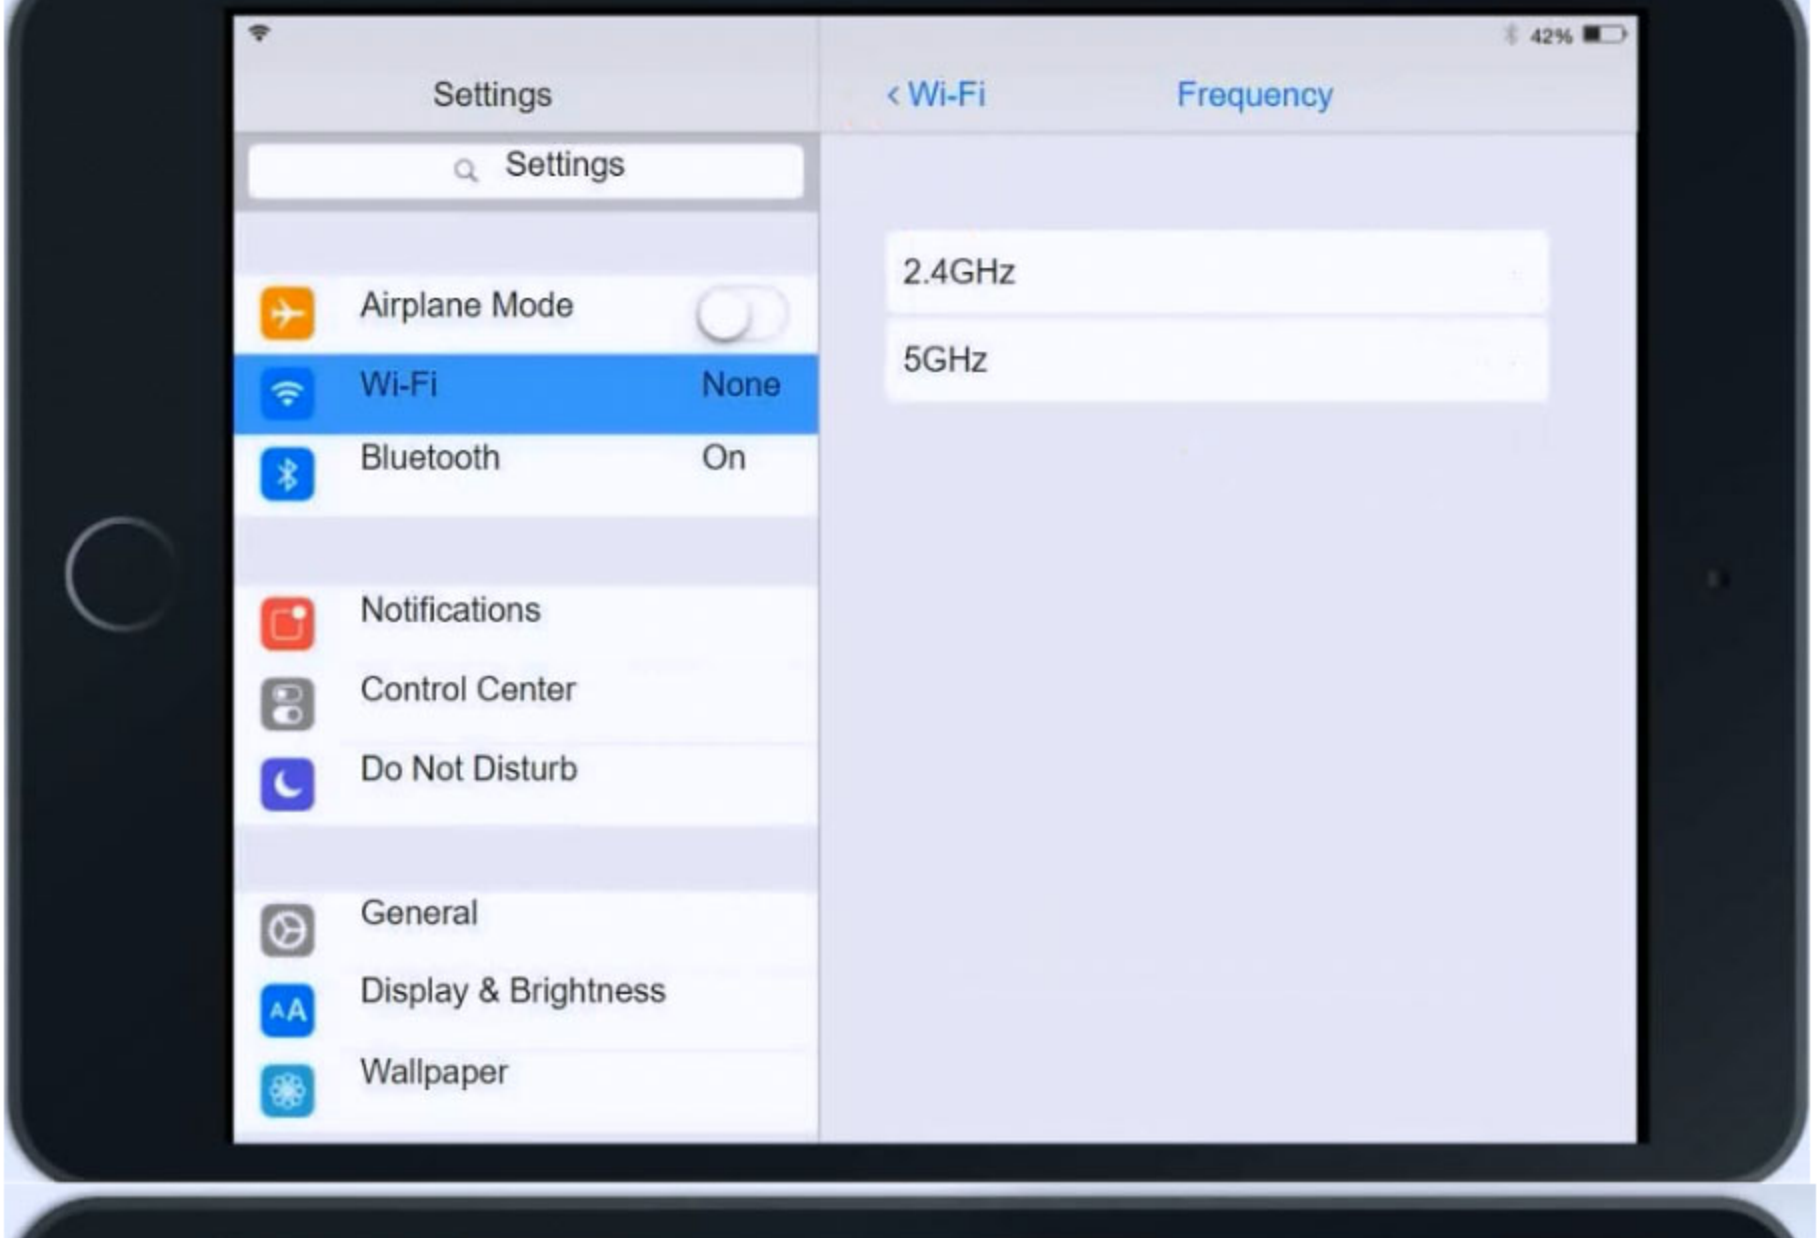 42%
Settings
< Wi-Fi
Frequency
Settings
Airplane Mode
Wi-Fi None
Bluetooth On
Notifications
Control Center
Do Not Disturb
General
AA Display & Brightness
Wallpaper
2.4GHz
5GHz